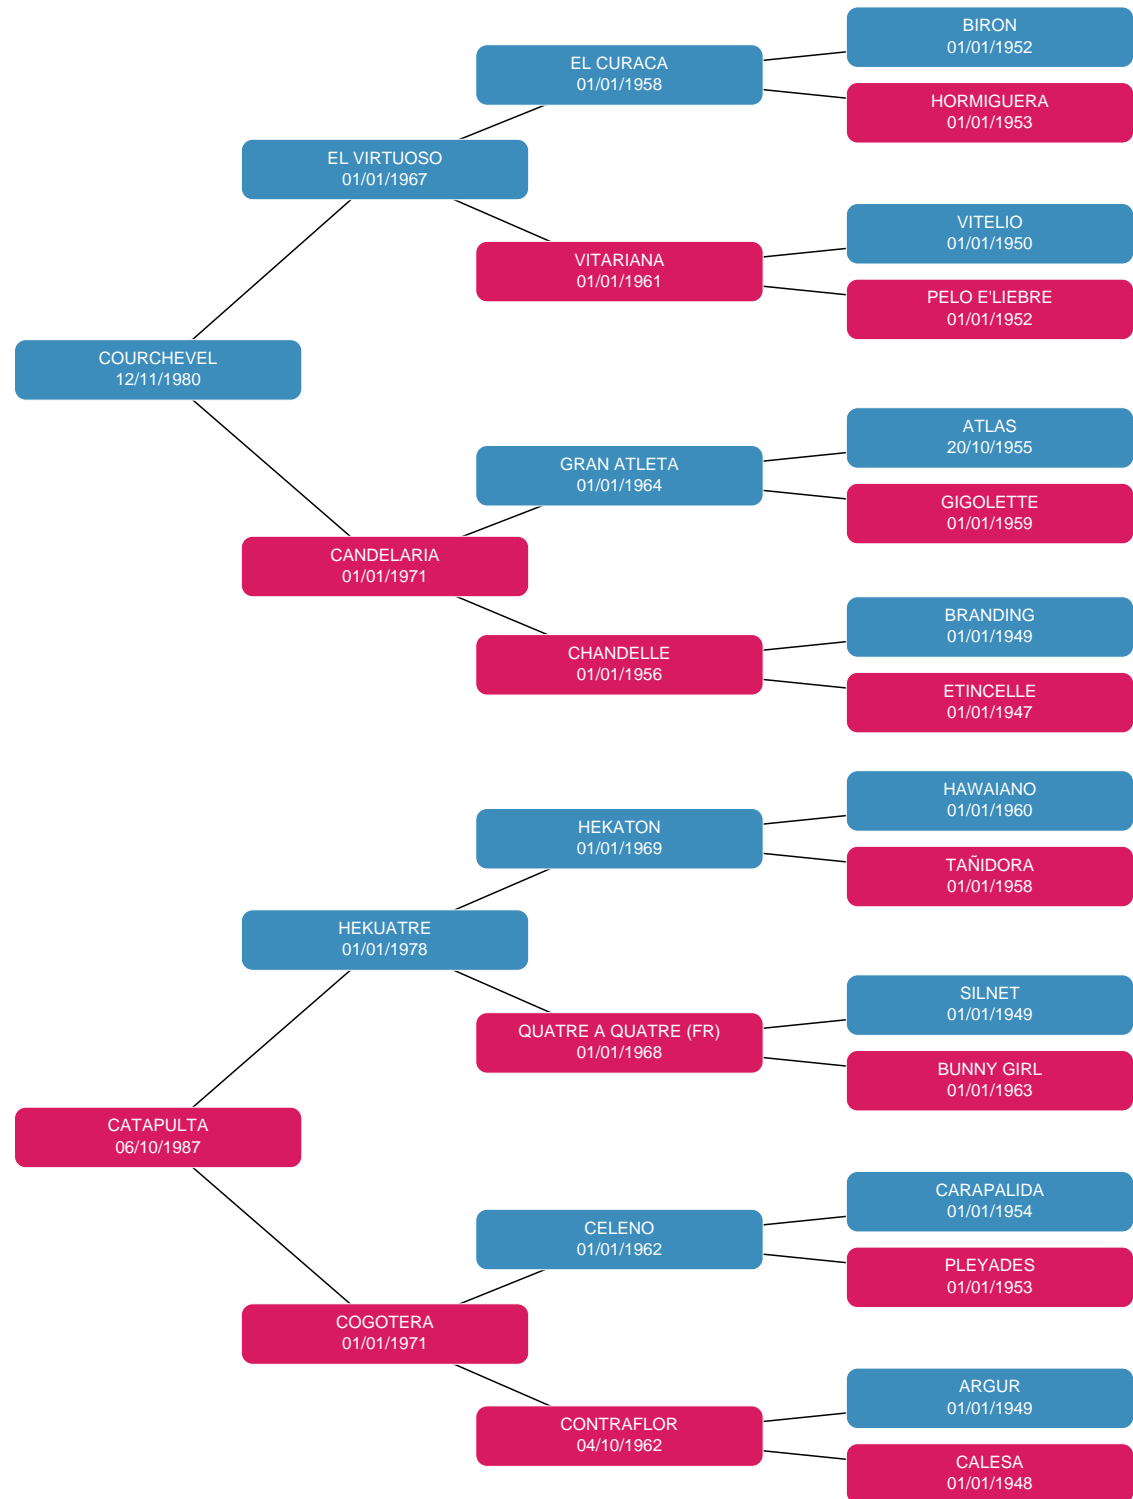 BIRON
01/01/1952
EL CURACA
01/01/1958
HORMIGUERA
01/01/1953
EL VIRTUOSO
01/01/1967
VITELIO
01/01/1950
VITARIANA
01/01/1961
PELO E'LIEBRE
01/01/1952
COURCHEVEL
12/11/1980
ATLAS
20/10/1955
GRAN ATLETA
01/01/1964
GIGOLETTE
01/01/1959
CANDELARIA
01/01/1971
BRANDING
01/01/1949
CHANDELLE
01/01/1956
ETINCELLE
01/01/1947
HAWAIANO
01/01/1960
HEKATON
01/01/1969
TAÑIDORA
01/01/1958
HEKUATRE
01/01/1978
SILNET
01/01/1949
QUATRE A QUATRE (FR)
01/01/1968
BUNNY GIRL
01/01/1963
CATAPULTA
06/10/1987
CARAPALIDA
01/01/1954
CELENO
01/01/1962
PLEYADES
01/01/1953
COGOTERA
01/01/1971
ARGUR
01/01/1949
CONTRAFLOR
04/10/1962
CALESA
01/01/1948